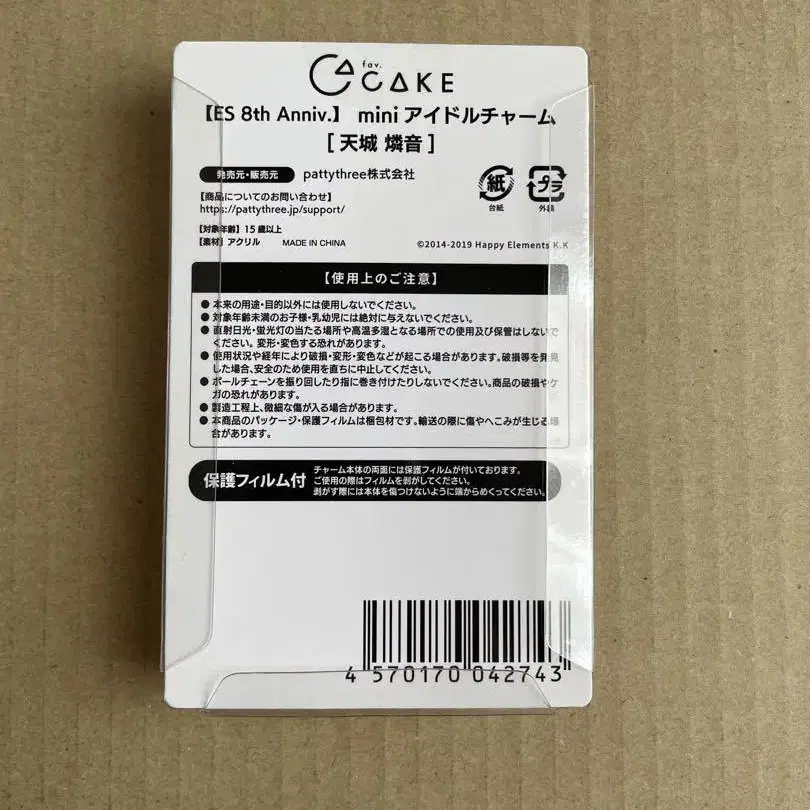 fav.
CAKE
【ES 8th Anniv.】 mini アイドルチャーム
[ 天城 燐音 ]
発売元・販売元 pattythree株式会社
【商品についてのお問い合わせ】
https://pattythree.jp/support/
紙 プラ
台紙 外装
【対象年齢】15歳以上
【素材】アクリル MADE IN CHINA
©2014-2019 Happy Elements K.K
【使用上のご注意】
● 本来の用途・目的以外には使用しないでください。
● 対象年齢未満のお子様・乳幼児には絶対に与えないでください。
● 直射日光・蛍光灯の当たる場所や高温多湿となる場所での使用及び保管はしないで
ください。変形・変色する恐れがあります。
● 使用状況や経年により破損・変形・変色などが起こる場合があります。破損等を発見
した場合、安全のため使用を直ちに中止してください。
● ボールチェーンを振り回したり指に巻き付けたりしないでください。商品の破損やケ
ガの恐れがあります。
● 製造工程上、微細な傷が入る場合があります。
● 本商品のパッケージ・保護フィルムは梱包材です。輸送の際に傷やへこみが生じる場
合があります。
保護フィルム付
チャーム本体の両面には保護フィルムが付いております。
ご使用の際はフィルムを剥がしてください。
剥がす際には本体を傷つけないように端からめくってください。
4 570170 042743